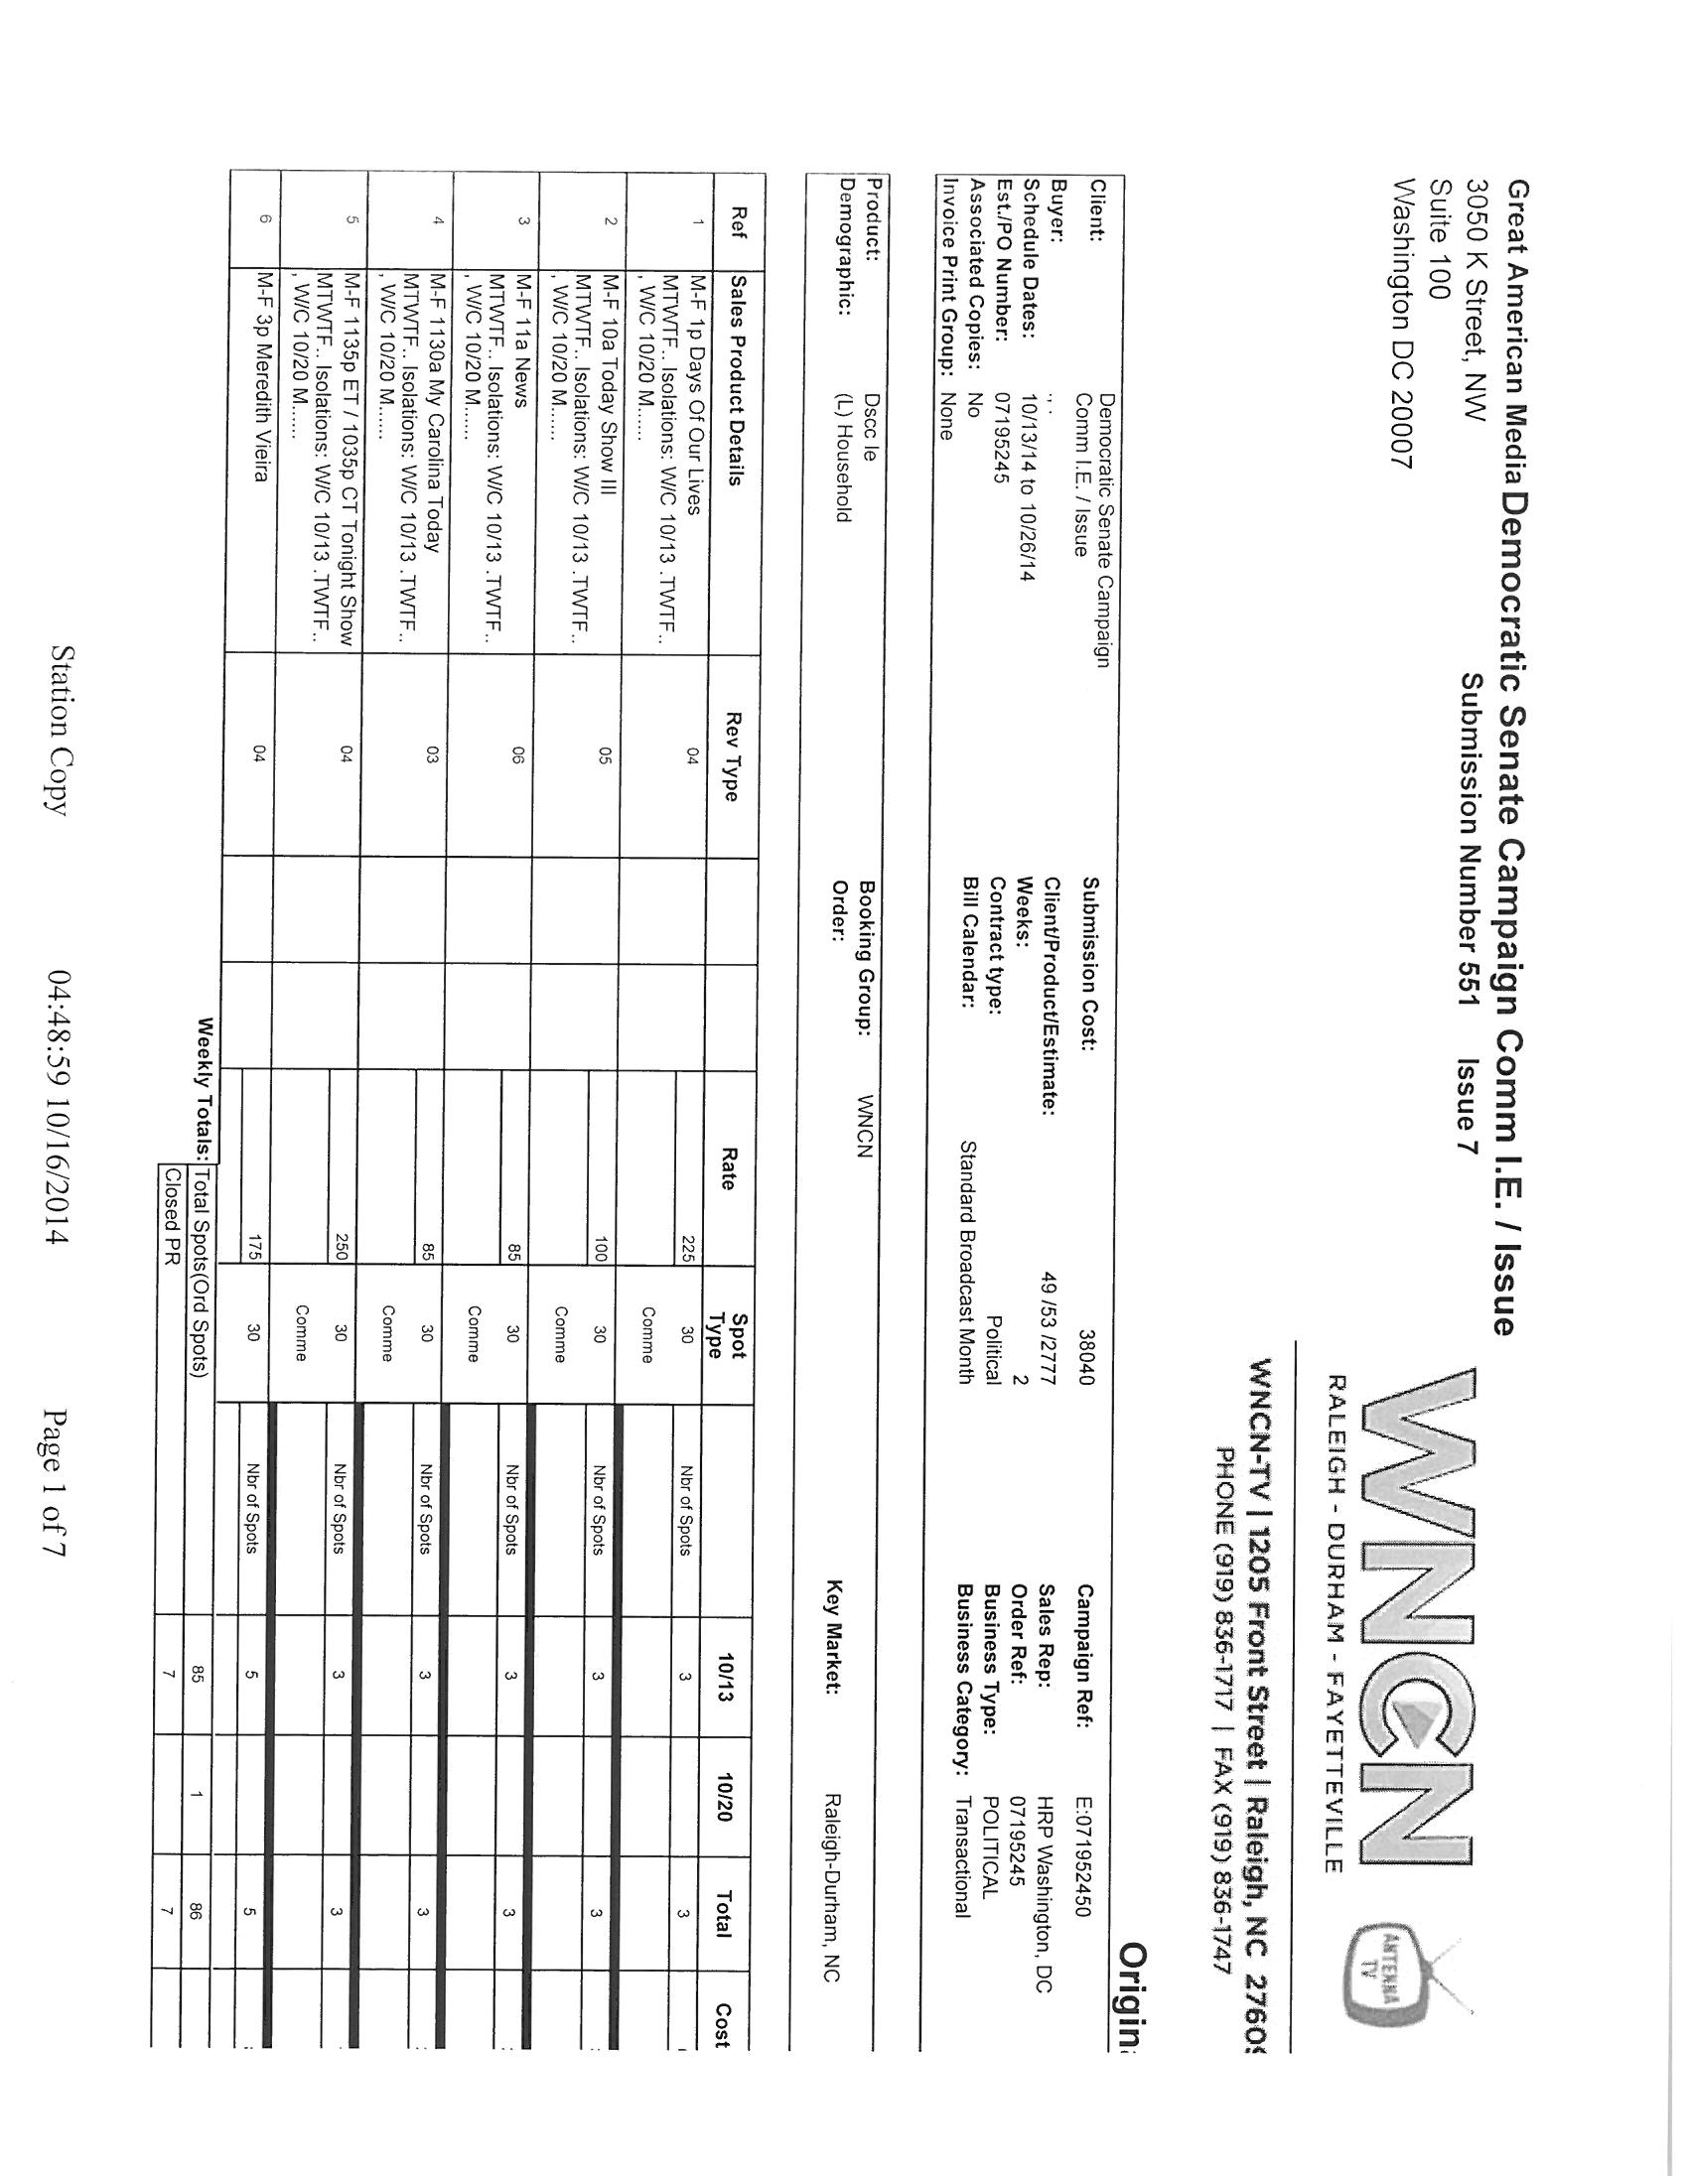 Great American Media Democratic Senate Campaign Comm I.E. / Issue
3050 K Street, NW
Submission Number 551 Issue 7
Suite 100
Washington DC 20007
WNCN
RALEIGH - DURHAM - FAYETTEVILLE
ANTENNA
TV
WNCN-TV | 1205 Front Street | Raleigh, NC
PHONE (919) 836-1717 | FAX (919) 836-1747
Client: Democratic Senate Campaign
Comm I.E. / Issue
Submission Cost: 38040
Campaign Ref: E:071952450
Buyer: ., .
Client/Product/Estimate: 49 /53 /2777
Sales Rep: HRP Washington, DC
Schedule Dates: 10/13/14 to 10/26/14
Weeks: 2
Order Ref: 07195245
Est./PO Number: 07195245
Contract type: Political
Business Type: POLITICAL
Associated Copies: No
Bill Calendar: Standard Broadcast Month
Business Category: Transactional
Invoice Print Group: None
Product: Dscc Ie
Booking Group: WNCN
Demographic: (L) Household
Order:
Key Market: Raleigh-Durham, NC
Ref Sales Product Details Rev Type Rate Spot Type 10/13 10/20 Total Cost
1 M-F 1p Days Of Our Lives 04 225 30 Nbr of Spots 3 3
MTWTF.. Isolations: W/C 10/13 .TWTF..
, W/C 10/20 M...... Comme
2 M-F 10a Today Show III 05 100 30 Nbr of Spots 3 3
MTWTF.. Isolations: W/C 10/13 .TWTF..
, W/C 10/20 M...... Comme
3 M-F 11a News 06 85 30 Nbr of Spots 3 3
MTWTF.. Isolations: W/C 10/13 .TWTF..
, W/C 10/20 M...... Comme
4 M-F 1130a My Carolina Today 03 85 30 Nbr of Spots 3 3
MTWTF.. Isolations: W/C 10/13 .TWTF..
, W/C 10/20 M...... Comme
5 M-F 1135p ET / 1035p CT Tonight Show 04 250 30 Nbr of Spots 3 3
MTWTF.. Isolations: W/C 10/13 .TWTF..
, W/C 10/20 M...... Comme
6 M-F 3p Meredith Vieira 04 175 30 Nbr of Spots 5 5
Weekly Totals: Total Spots(Ord Spots) 85 1 86
Closed PR 7 7
Station Copy 04:48:59 10/16/2014 Page 1 of 7